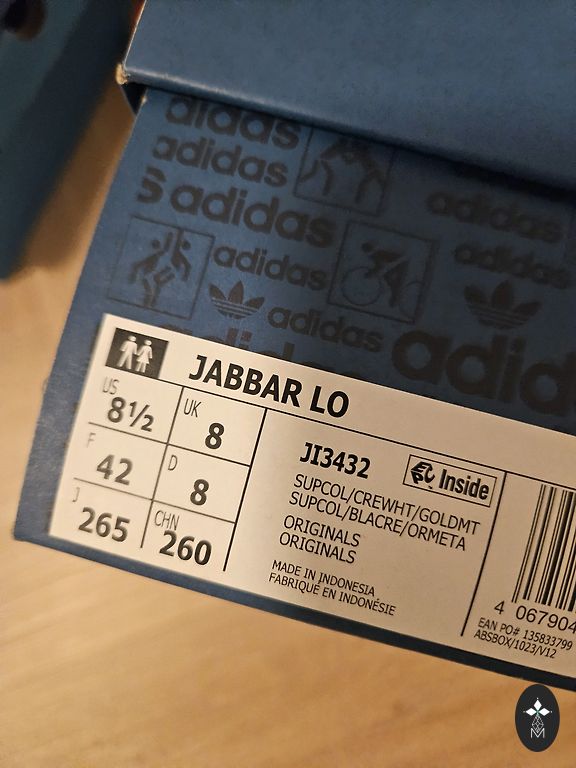 adidas
adidas
adidas
S adidas
adidas
adidas
adidas
adidas
JABBAR LO
US
8½
UK
8
F
42
D
8
J
265
CHN
260
JI3432
Inside
SUPCOL/CREWHT/GOLDMT
SUPCOL/BLACRE/ORMETA
ORIGINALS
ORIGINALS
MADE IN INDONESIA
FABRIQUÉ EN INDONÉSIE
4 067904
EAN PO# 135833799
ABSBOX/1023/V12
M